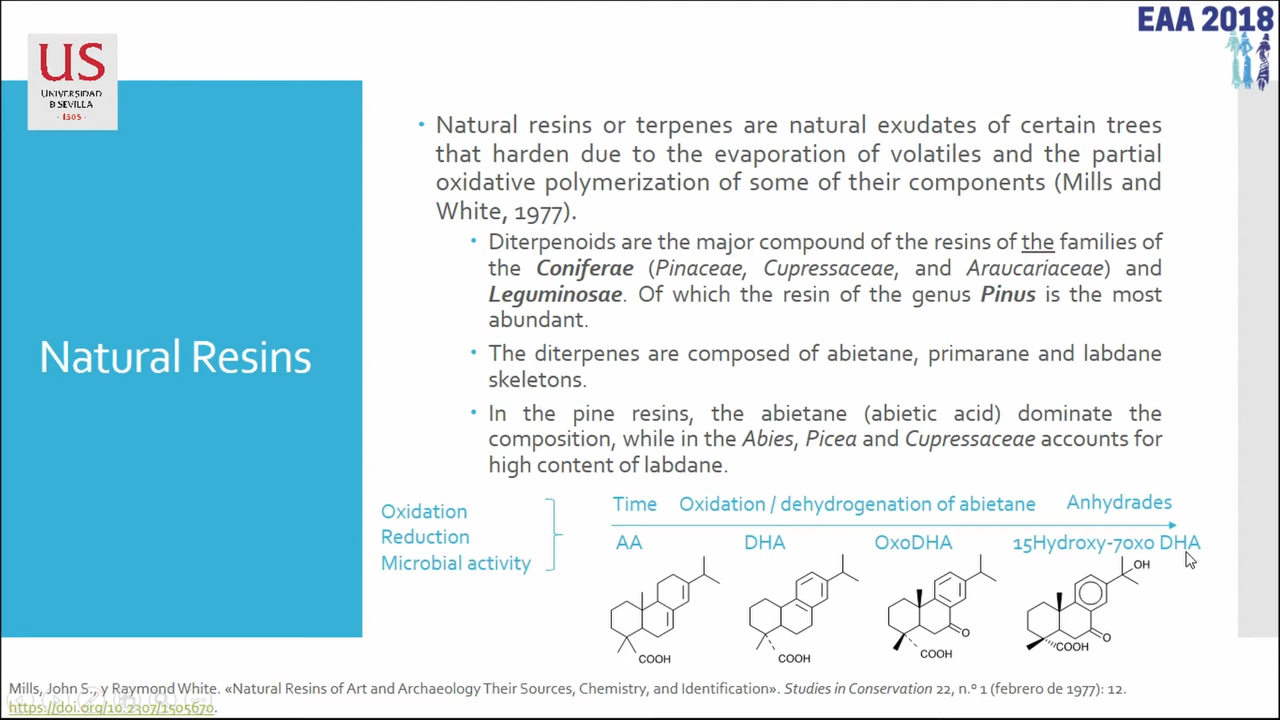 EAA 2018
US
UNIVERSIDAD
D SEVILLA
· 1505 ·
Natural Resins
• Natural resins or terpenes are natural exudates of certain trees
that harden due to the evaporation of volatiles and the partial
oxidative polymerization of some of their components (Mills and
White, 1977).
• Diterpenoids are the major compound of the resins of the families of
the Coniferae (Pinaceae, Cupressaceae, and Araucariaceae) and
Leguminosae. Of which the resin of the genus Pinus is the most
abundant.
• The diterpenes are composed of abietane, primarane and labdane
skeletons.
• In the pine resins, the abietane (abietic acid) dominate the
composition, while in the Abies, Picea and Cupressaceae accounts for
high content of labdane.
Oxidation
Reduction
Microbial activity
Time Oxidation / dehydrogenation of abietane Anhydrades
AA DHA OxoDHA 15Hydroxy-7oxo DHA
OH
O O
COOH COOH COOH COOH
Mills, John S., y Raymond White. «Natural Resins of Art and Archaeology Their Sources, Chemistry, and Identification». Studies in Conservation 22, n.º 1 (febrero de 1977): 12.
https://doi.org/10.2307/1505670.